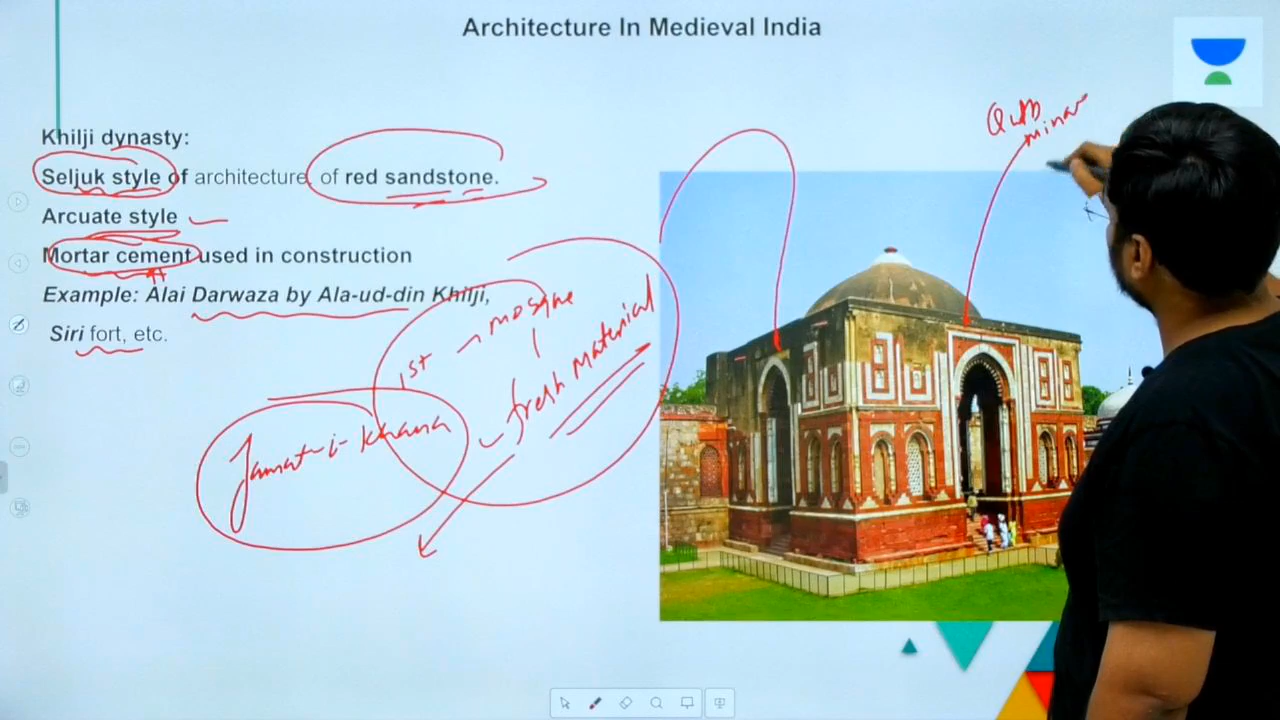 Architecture In Medieval India
Khilji dynasty:
Seljuk style of architecture, of red sandstone.
Arcuate style
Mortar cement used in construction
Example: Alai Darwaza by Ala-ud-din Khilji,
Siri fort, etc.
1st - mosque
fresh material
Jamat-i-Khana
Qutb
minar